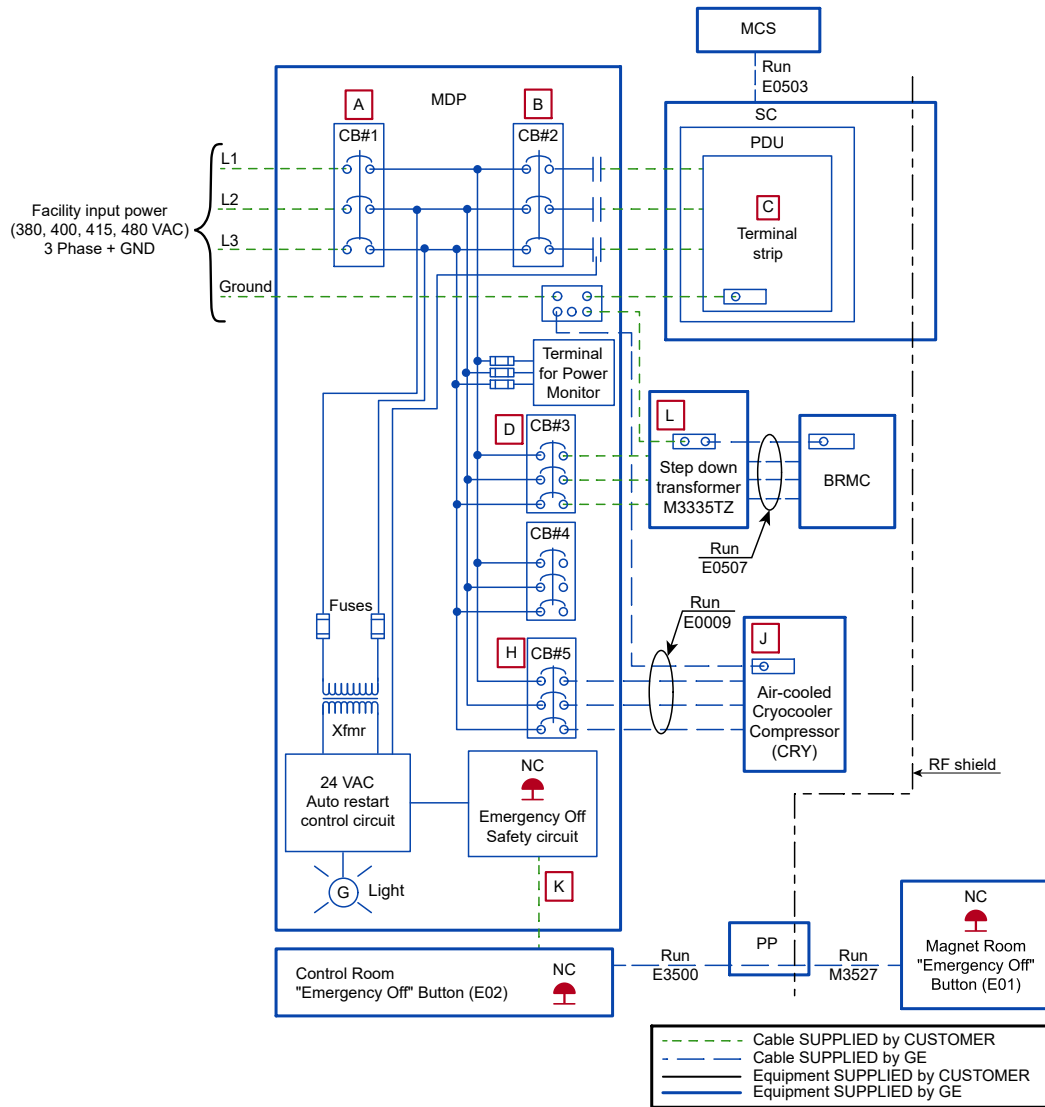 MCS
Run
E0503
MDP
A
B
CB#1
CB#2
SC
PDU
C
Terminal
strip
L1
L2
L3
Ground
Facility input power
(380, 400, 415, 480 VAC)
3 Phase + GND
Terminal
for Power
Monitor
D
CB#3
L
Step down
transformer
M3335TZ
BRMC
Run
E0507
CB#4
Run
E0009
Fuses
H
CB#5
J
Air-cooled
Cryocooler
Compressor
(CRY)
Xfmr
RF shield
24 VAC
Auto restart
control circuit
NC
Emergency Off
Safety circuit
G
Light
K
NC
Magnet Room
"Emergency Off"
Button (E01)
PP
Run
E3500
Run
M3527
Control Room
"Emergency Off" Button (E02)
NC
Cable SUPPLIED by CUSTOMER
Cable SUPPLIED by GE
Equipment SUPPLIED by CUSTOMER
Equipment SUPPLIED by GE